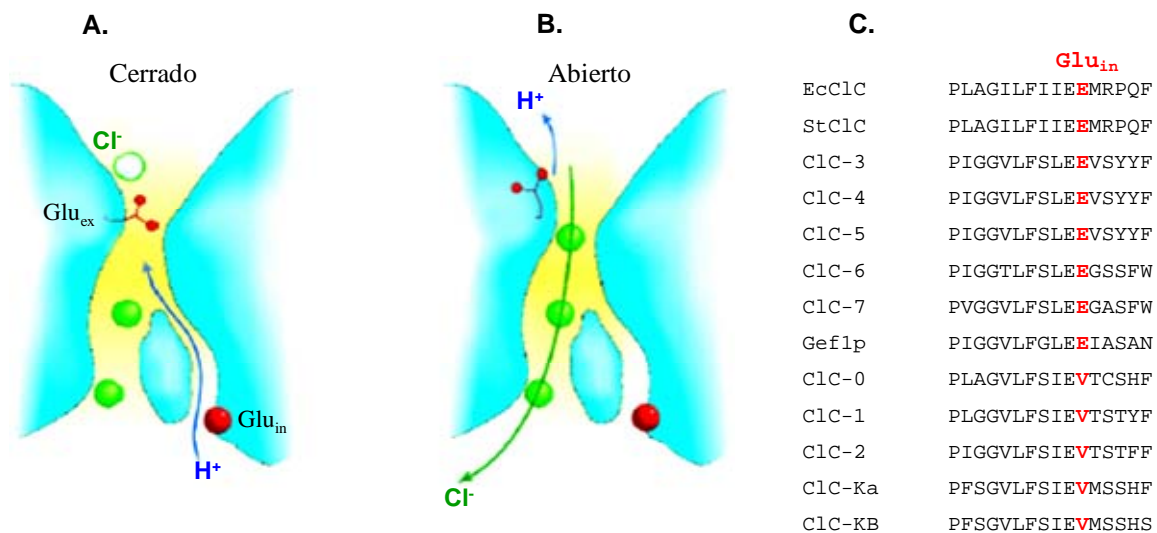 A.
Cerrado
Cl-
Gluex
Gluin
H+
B.
Abierto
H+
Cl-
C.
Gluin
EcClC PLAGILFIIEEMRPQF
StClC PLAGILFIIEEMRPQF
ClC-3 PIGGVLFSLEEVSYYF
ClC-4 PIGGVLFSLEEVSYYF
ClC-5 PIGGVLFSLEEVSYYF
ClC-6 PIGGTLFSLEEGSSFW
ClC-7 PVGGVLFSLEEGASFW
Gef1p PIGGVLFGLEEIASAN
ClC-0 PLAGVLFSIEVTCSHF
ClC-1 PLGGVLFSIEVTSTYF
ClC-2 PIGGVLFSIEVTSTFF
ClC-Ka PFSGVLFSIEVMSSHF
ClC-KB PFSGVLFSIEVMSSHS